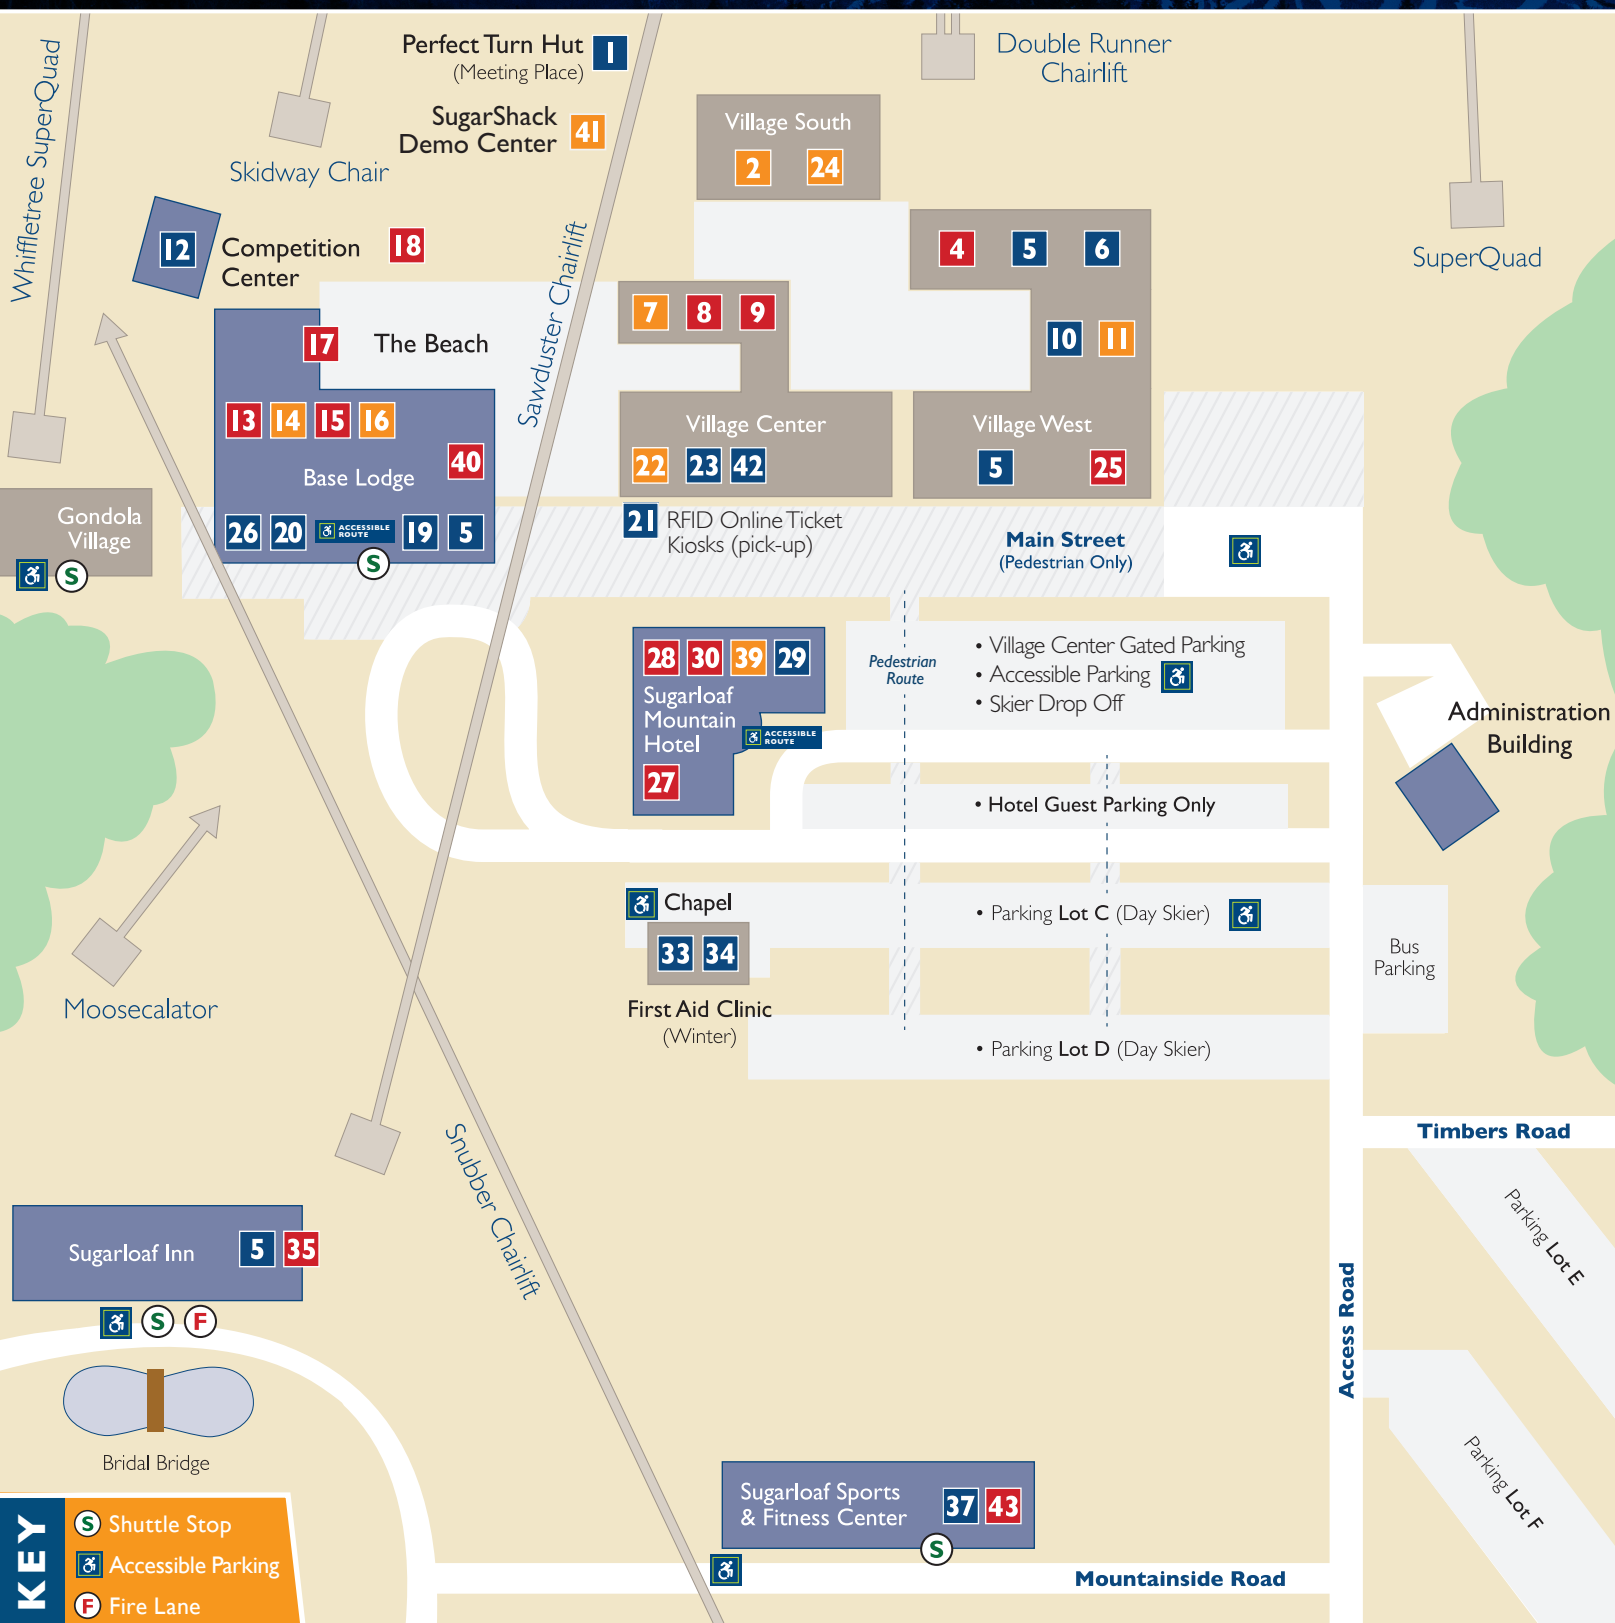 Perfect Turn Hut
(Meeting Place)
1
SugarShack
Demo Center
41
Double Runner
Chairlift
Whiffletree SuperQuad
Skidway Chair
Village South
2 24
SuperQuad
12
Competition
Center
18
Sawduster Chairlift
4 5 6
7 8 9
10 11
17
The Beach
13 14 15 16
40
Base Lodge
26 20
ACCESSIBLE
ROUTE
19 5
S
Village Center
22 23 42
Village West
5 25
Gondola
Village
S
21
RFID Online Ticket
Kiosks (pick-up)
Main Street
(Pedestrian Only)
28 30 39 29
Sugarloaf
Mountain
Hotel
ACCESSIBLE
ROUTE
27
Pedestrian
Route
• Village Center Gated Parking
• Accessible Parking
• Skier Drop Off
Administration
Building
• Hotel Guest Parking Only
Chapel
33 34
First Aid Clinic
(Winter)
• Parking Lot C (Day Skier)
Bus
Parking
• Parking Lot D (Day Skier)
Moosecalator
Snubber Chairlift
Timbers Road
Parking Lot E
Access Road
Parking Lot F
Sugarloaf Inn
5 35
S F
Bridal Bridge
Sugarloaf Sports
& Fitness Center
37 43
S
Mountainside Road
KEY
S Shuttle Stop
Accessible Parking
F Fire Lane